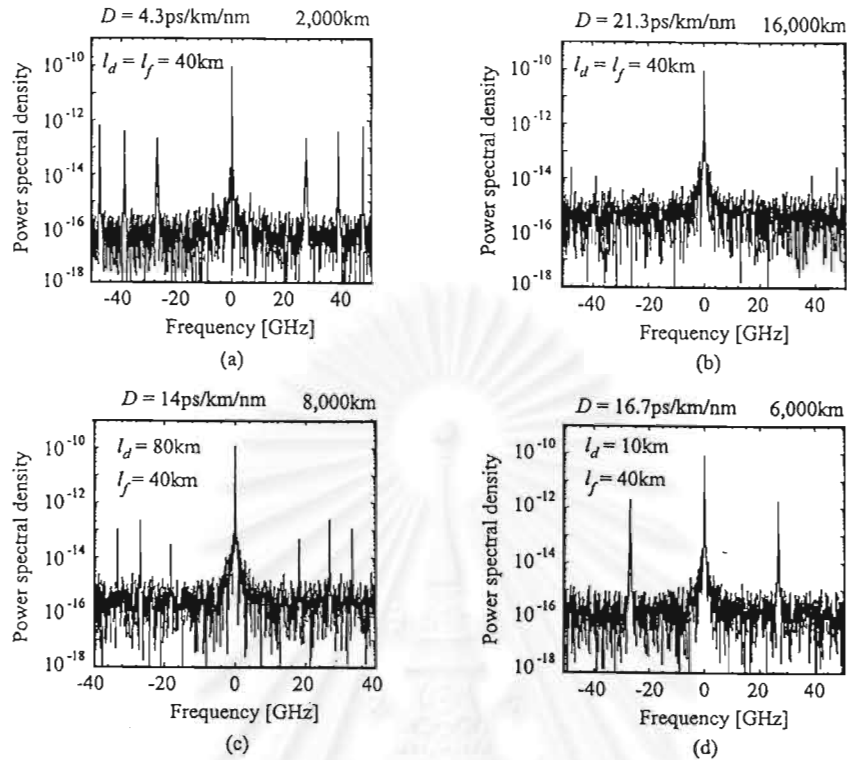 D = 4.3ps/km/nm 2,000km
l_d = l_f = 40km
Power spectral density
10^-10
10^-12
10^-14
10^-16
10^-18
-40 -20 0 20 40
Frequency [GHz]
(a)
D = 21.3ps/km/nm 16,000km
l_d = l_f = 40km
Power spectral density
10^-10
10^-12
10^-14
10^-16
10^-18
-40 -20 0 20 40
Frequency [GHz]
(b)
D = 14ps/km/nm 8,000km
l_d = 80km
l_f = 40km
Power spectral density
10^-10
10^-12
10^-14
10^-16
10^-18
-40 -20 0 20 40
Frequency [GHz]
(c)
D = 16.7ps/km/nm 6,000km
l_d = 10km
l_f = 40km
Power spectral density
10^-10
10^-12
10^-14
10^-16
10^-18
-40 -20 0 20 40
Frequency [GHz]
(d)